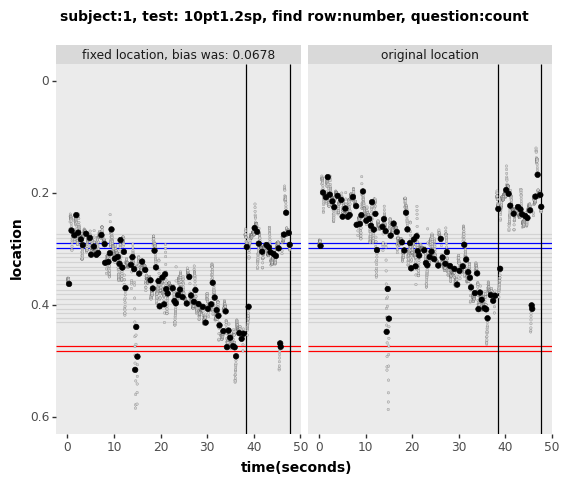 subject:1, test: 10pt1.2sp, find row:number, question:count
fixed location, bias was: 0.0678
original location
0
0.2
0.4
0.6
location
0 10 20 30 40 50
0 10 20 30 40 50
time(seconds)